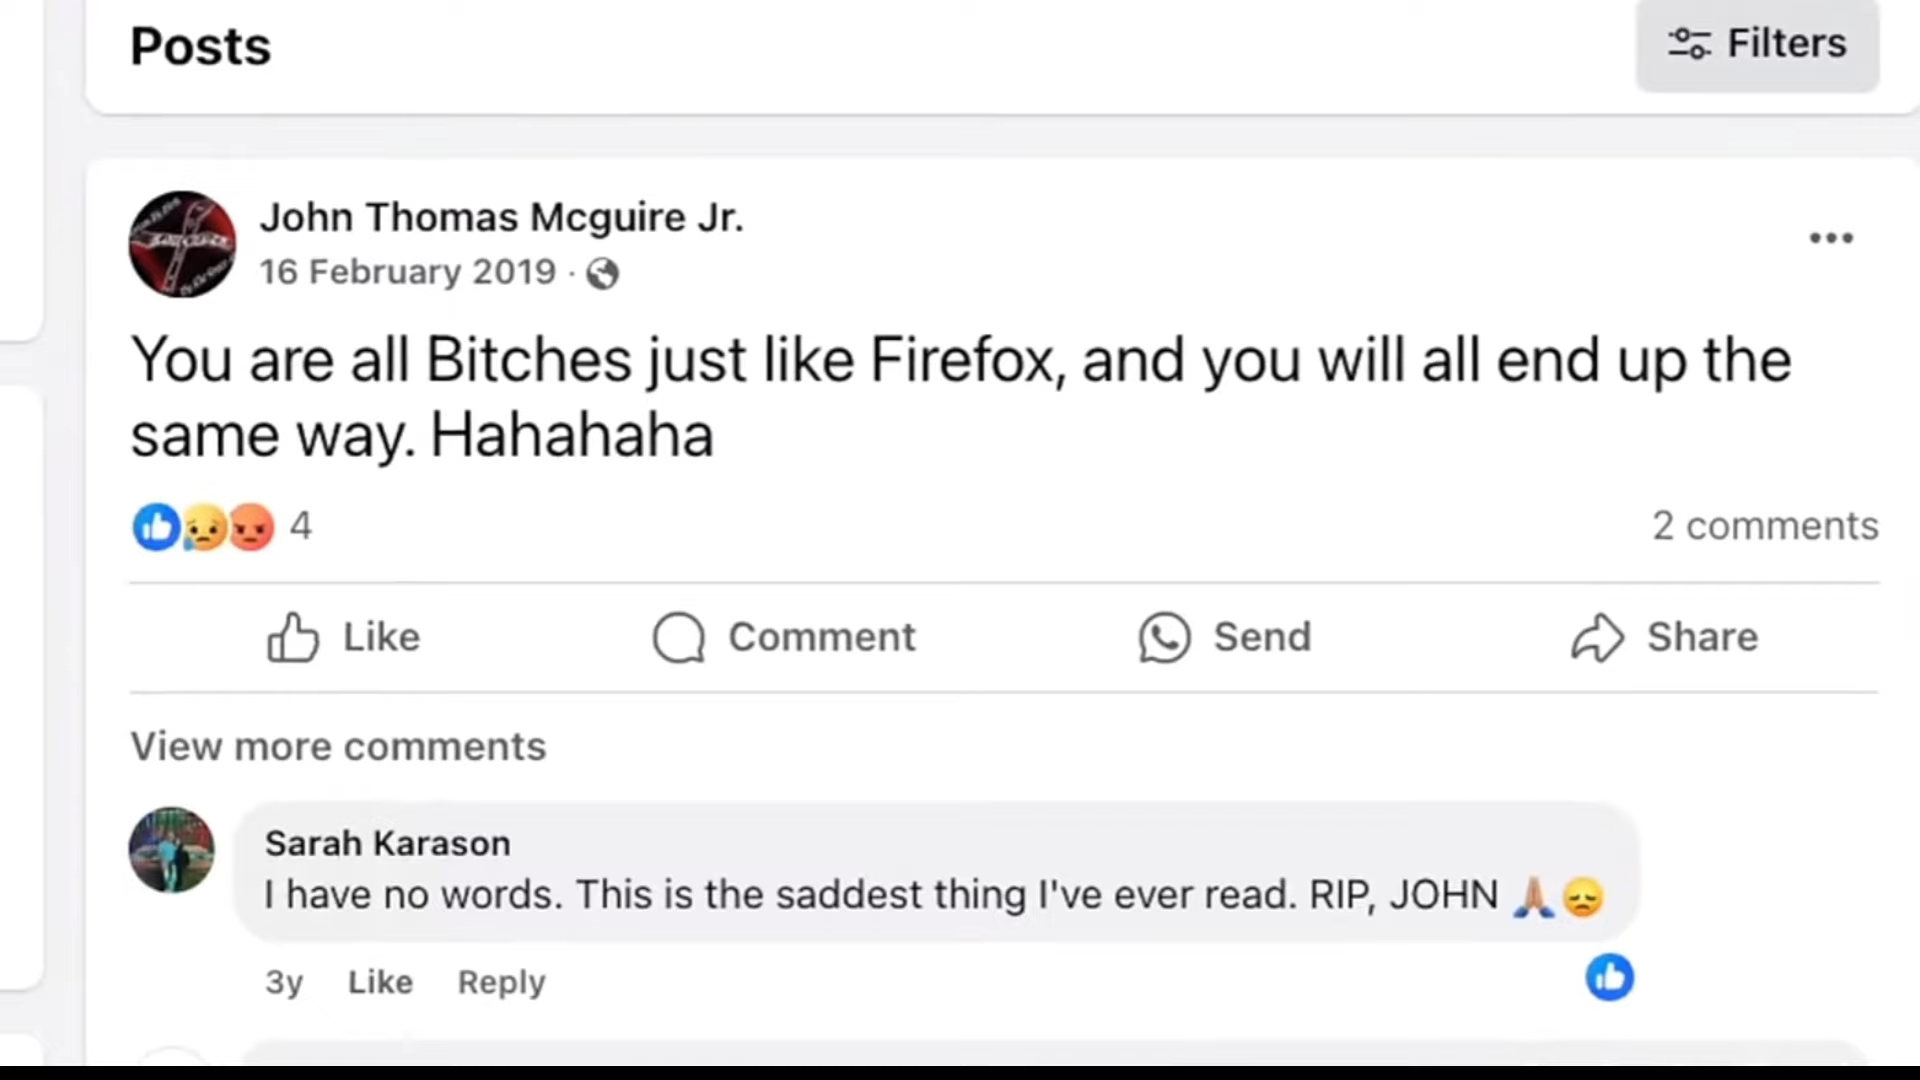 Posts
Filters
John Thomas Mcguire Jr.
16 February 2019 ·
You are all Bitches just like Firefox, and you will all end up the
same way. Hahahaha
4
2 comments
Like
Comment
Send
Share
View more comments
Sarah Karason
I have no words. This is the saddest thing I've ever read. RIP, JOHN 🙏😞
3y Like Reply